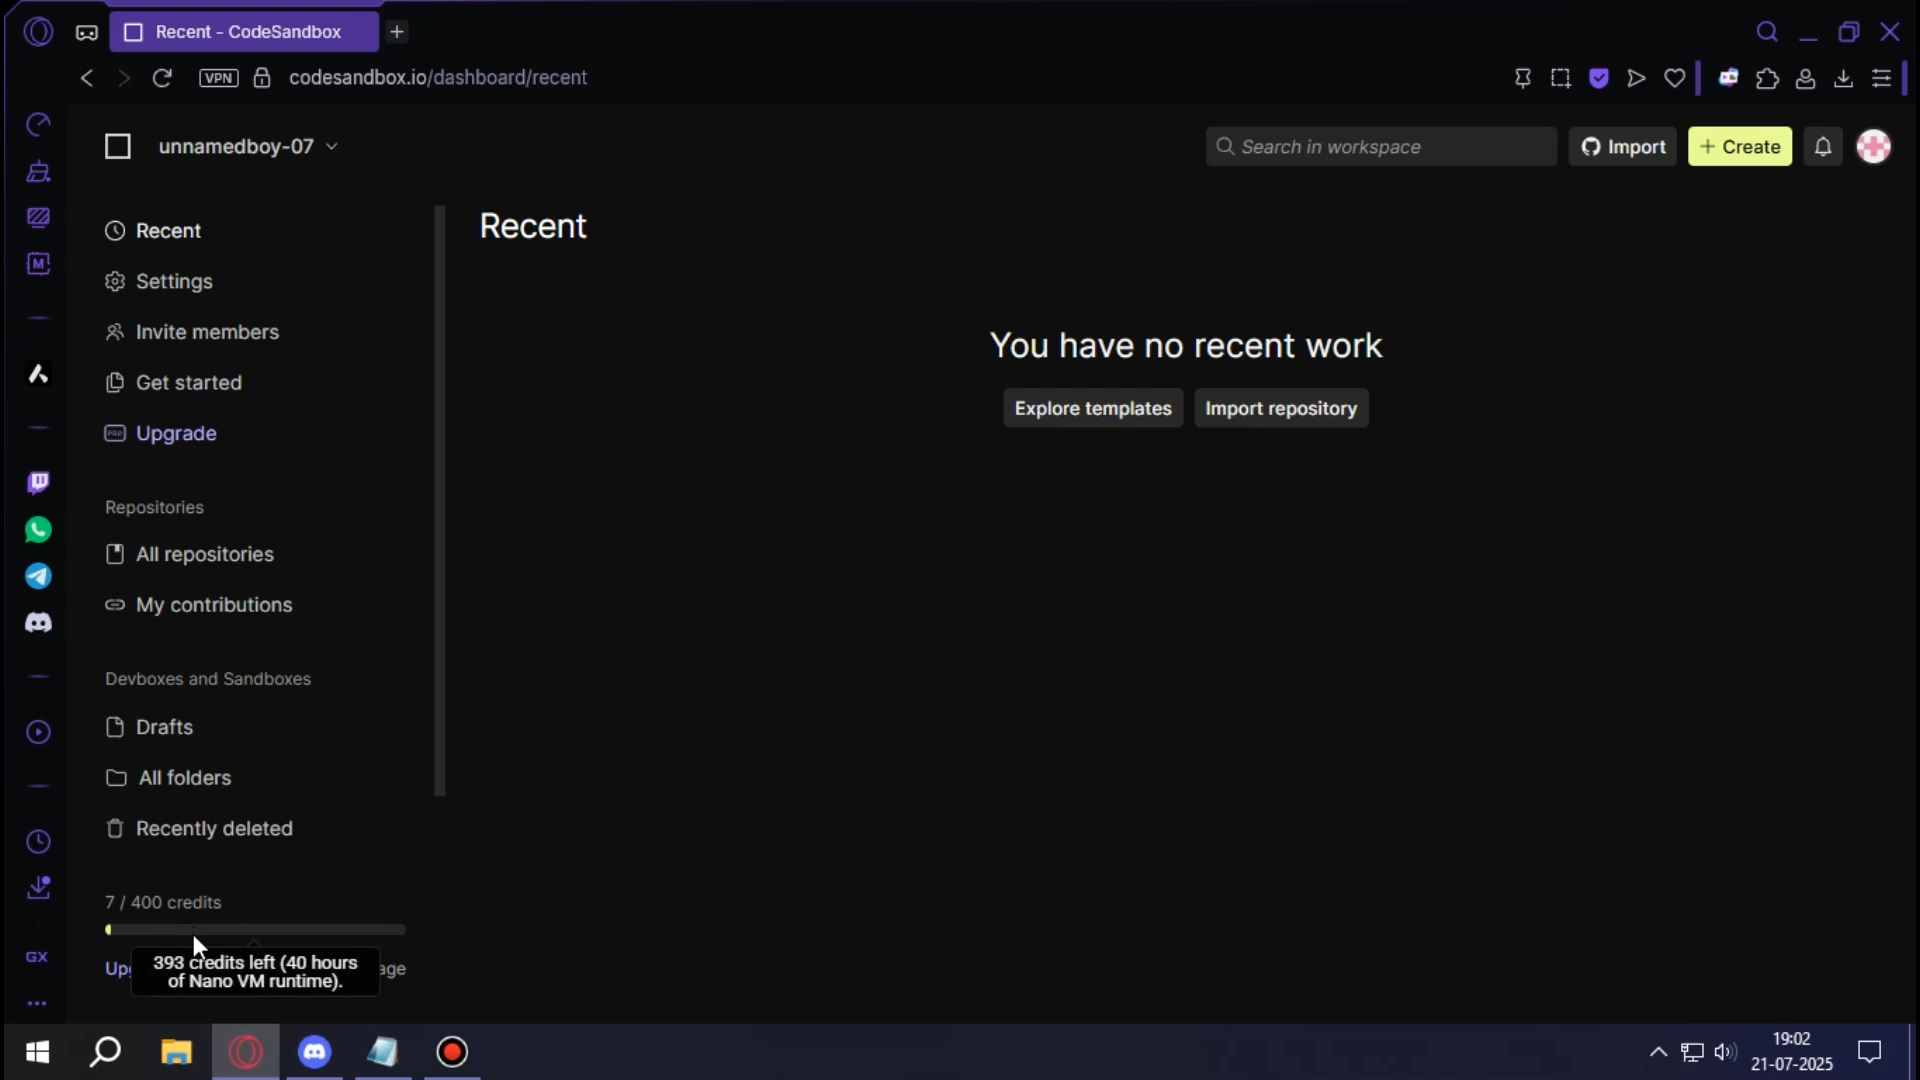 Recent - CodeSandbox
VPN
codesandbox.io/dashboard/recent
unnamedboy-07
Search in workspace
Import
+ Create
Recent
Settings
Invite members
Get started
PRO
Upgrade
Repositories
All repositories
My contributions
Devboxes and Sandboxes
Drafts
All folders
Recently deleted
7 / 400 credits
393 credits left (40 hours
of Nano VM runtime).
Recent
You have no recent work
Explore templates
Import repository
M
GX
19:02
21-07-2025